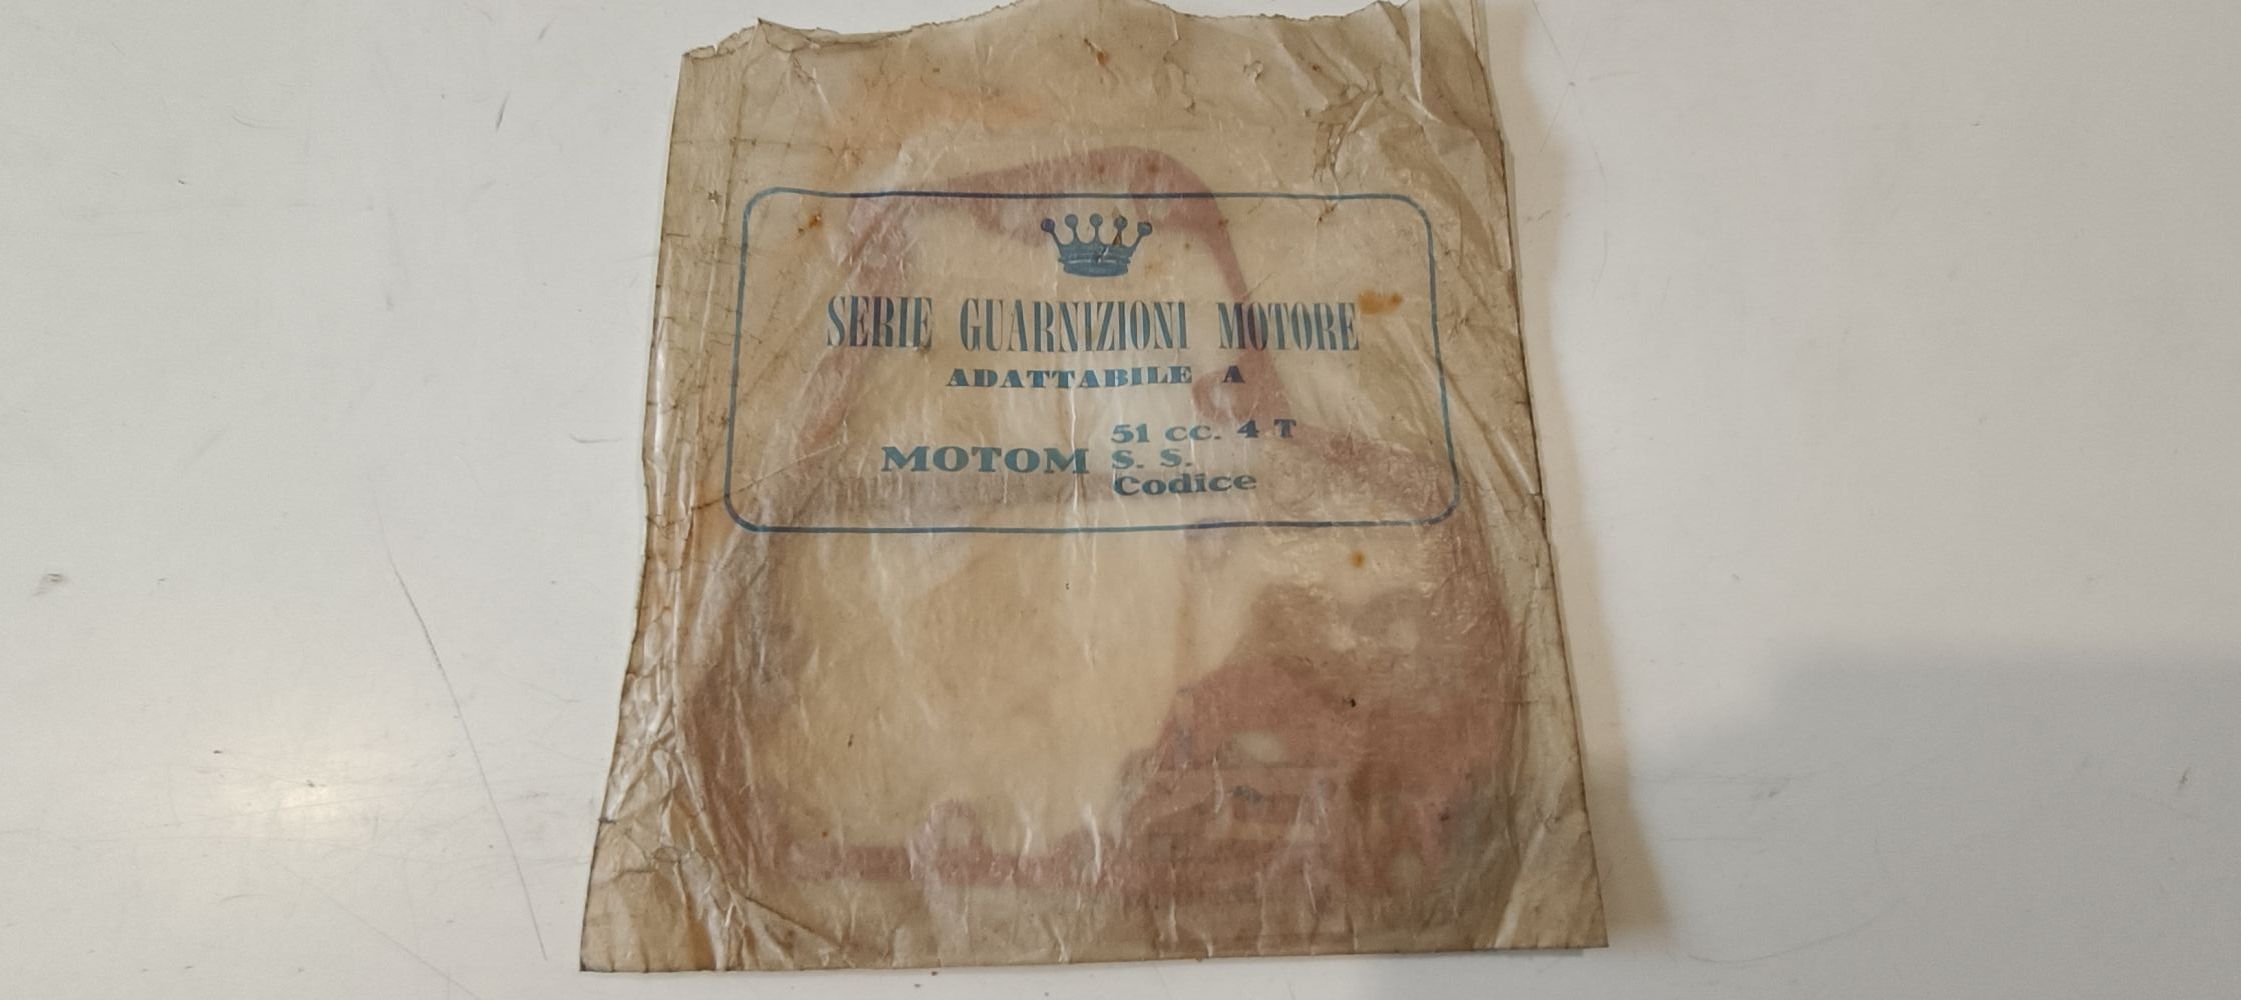 SERIE GUARNIZIONI MOTORE
ADATTABILE A
MOTOM 51 cc. 4 T
S. S.
Codice